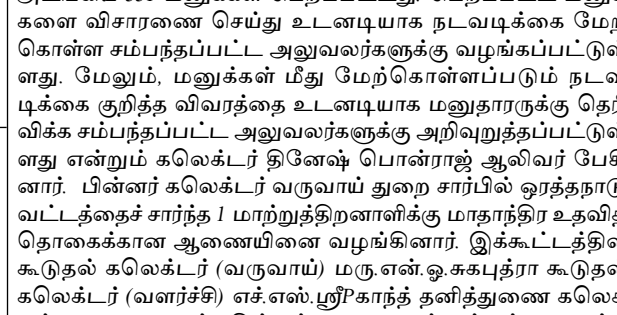 களை விசாரணை செய்து உடனடியாக நடவடிக்கை மேற்
கொள்ள சம்பந்தப்பட்ட அலுவலர்களுக்கு வழங்கப்பட்டுள்
ளது. மேலும், மனுக்கள் மீது மேற்கொள்ளப்படும் நடவ
டிக்கை குறித்த விவரத்தை உடனடியாக மனுதாரருக்கு தெரி
விக்க சம்பந்தப்பட்ட அலுவலர்களுக்கு அறிவுறுத்தப்பட்டுள்
ளது என்றும் கலெக்டர் தினேஷ் பொன்ராஜ் ஆலிவர் பேசி
னார். பின்னர் கலெக்டர் வருவாய் துறை சார்பில் ஒரத்தநாடு
வட்டத்தைச் சார்ந்த 1 மாற்றுத்திறனாளிக்கு மாதாந்திர உதவித்
தொகைக்கான ஆணையினை வழங்கினார். இக்கூட்டத்தில்
கூடுதல் கலெக்டர் (வருவாய்) மரு.என்.ஓ.சுகபுத்ரா கூடுதல்
கலெக்டர் (வளர்ச்சி) எச்.எஸ்.ஸ்ரீPகாந்த் தனித்துணை கலெக்